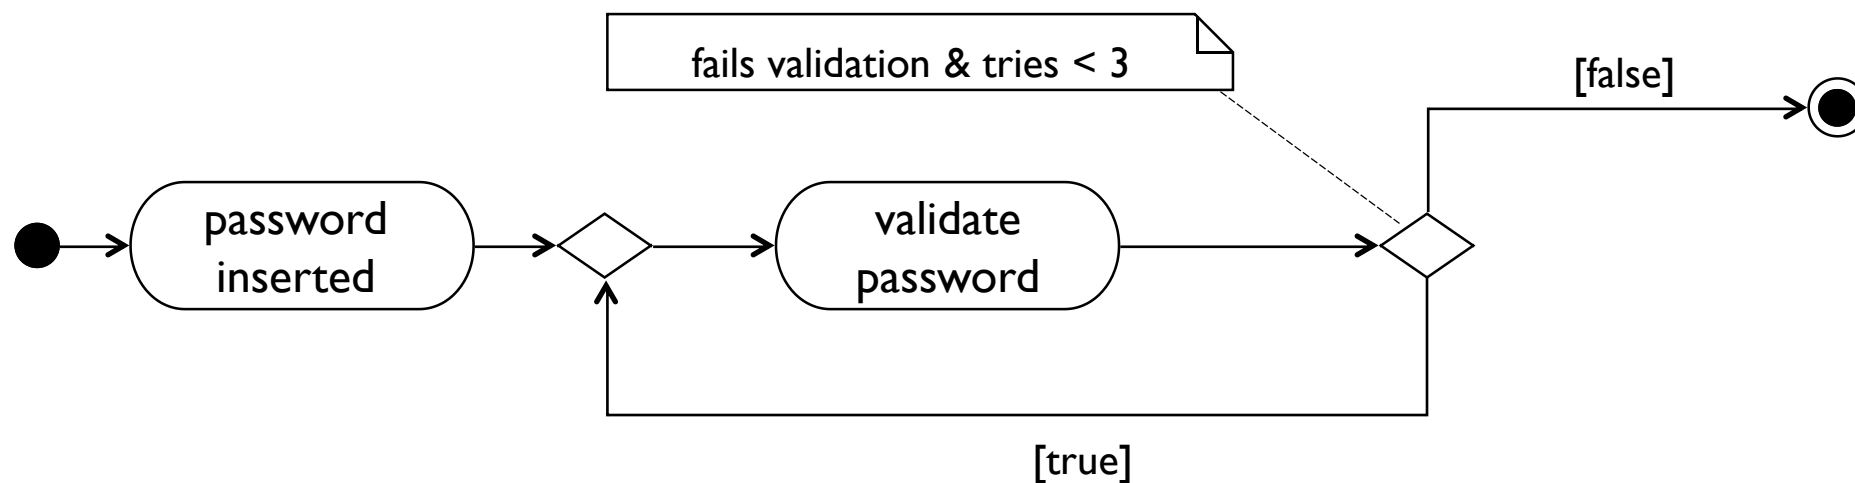 fails validation & tries < 3
[false]
password
inserted
validate
password
[true]